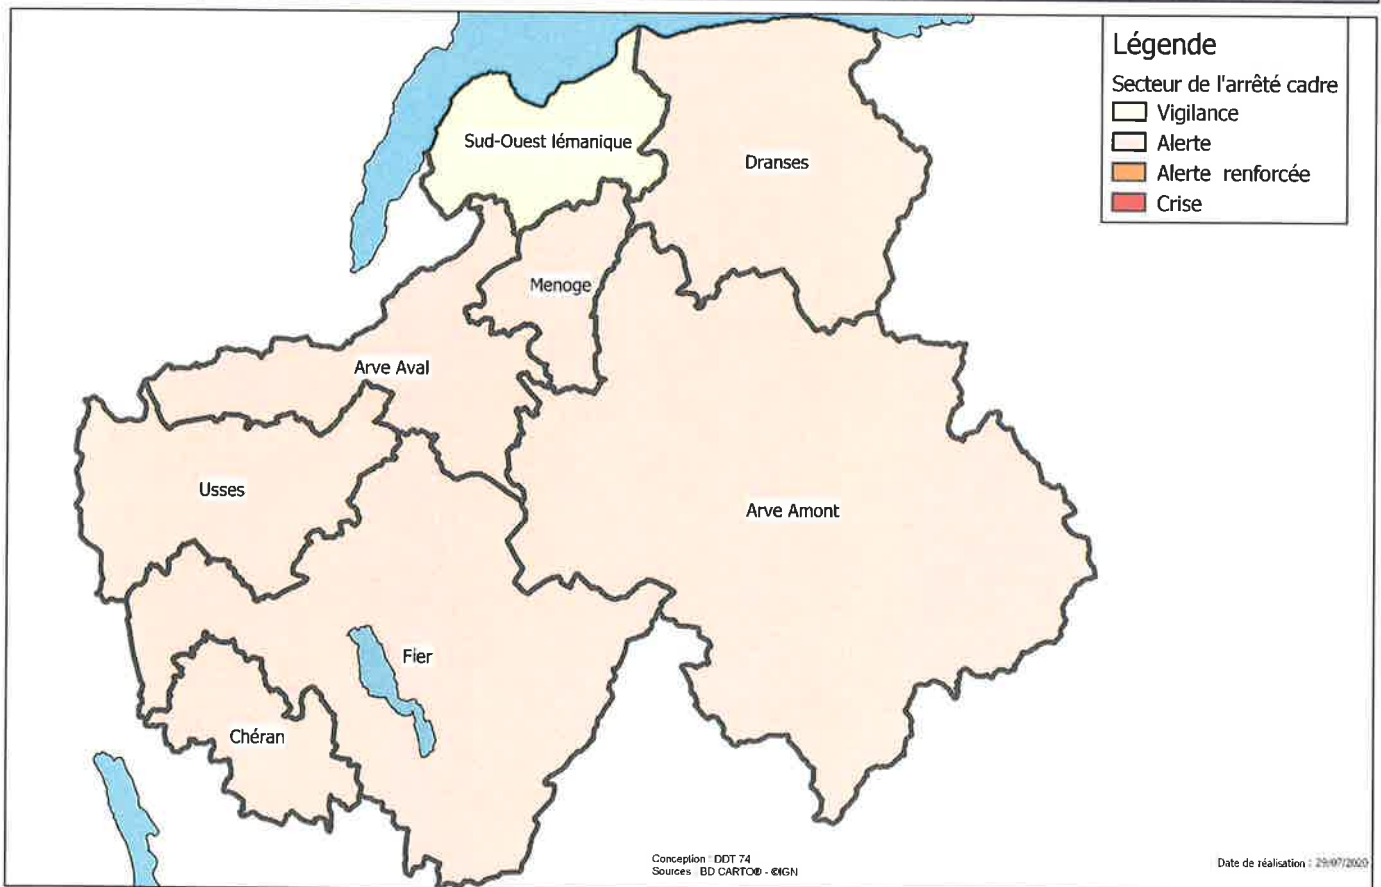 Légende
Secteur de l'arrêté cadre
Vigilance
Alerte
Alerte renforcée
Crise
Sud-Ouest lémanique
Dranses
Menoge
Arve Aval
Usses
Arve Amont
Fier
Chéran
Conception : DDT 74
Sources : BD CARTO® - ©IGN
Date de réalisation : 29/07/2020